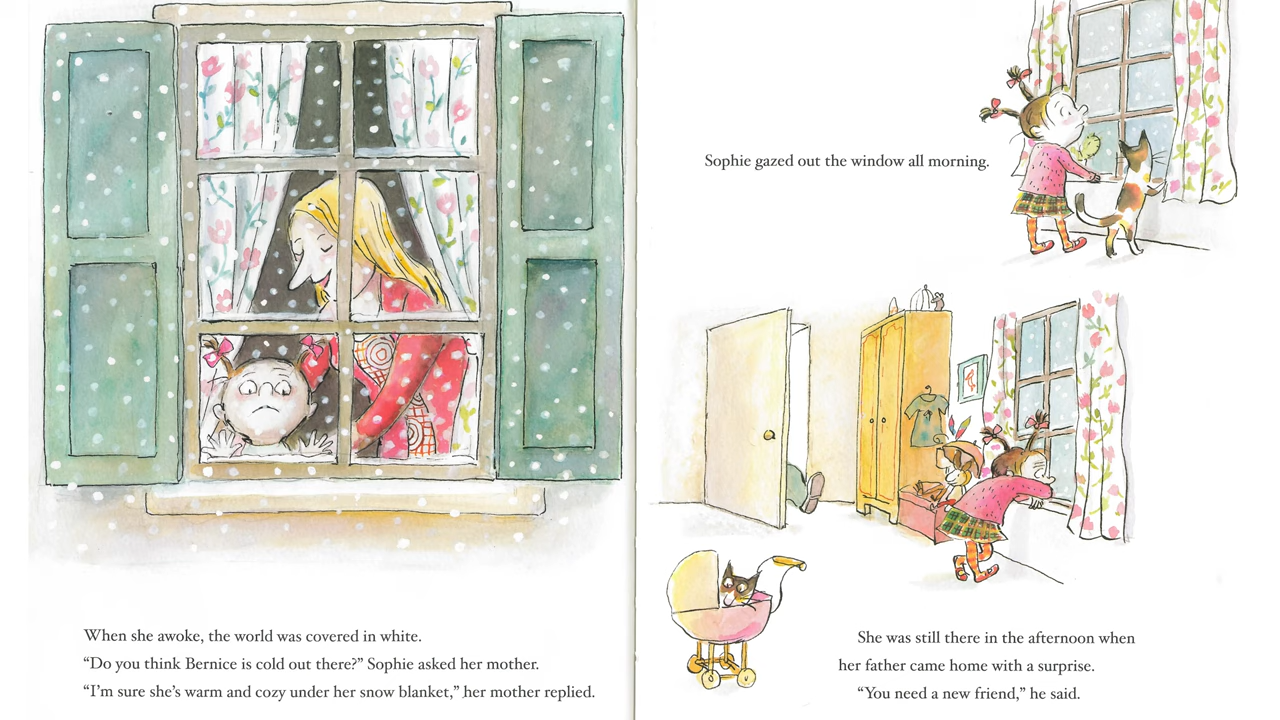 When she awoke, the world was covered in white.
“Do you think Bernice is cold out there?” Sophie asked her mother.
“I’m sure she’s warm and cozy under her snow blanket,” her mother replied.
Sophie gazed out the window all morning.
She was still there in the afternoon when
her father came home with a surprise.
“You need a new friend,” he said.